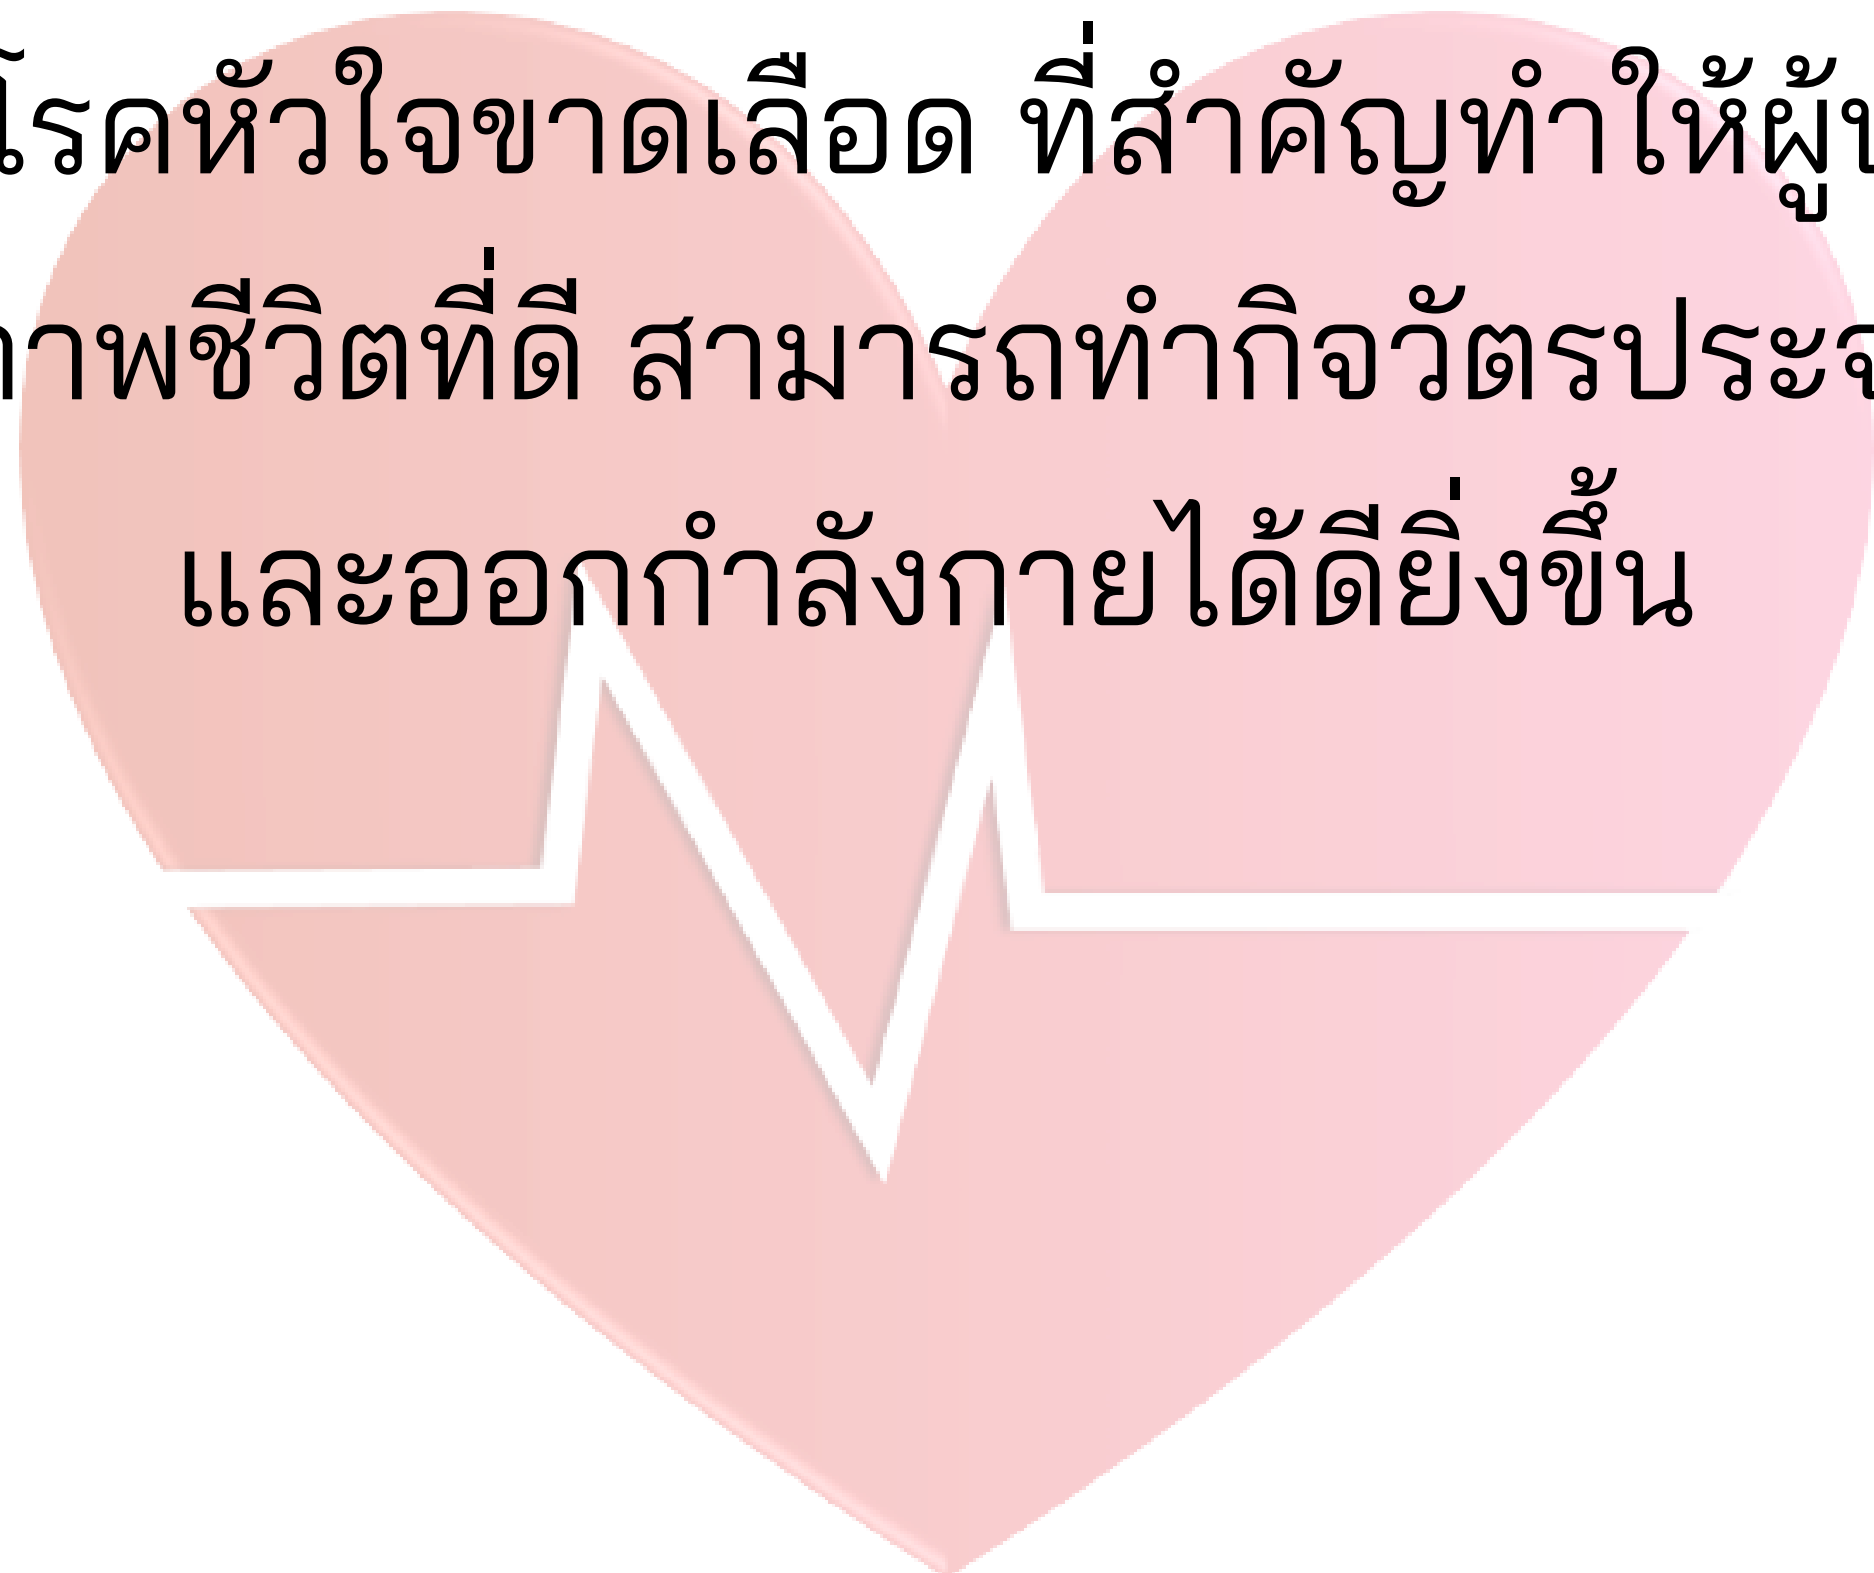 โรคหัวใจขาดเลือด ที่สำคัญทำให้ผู้
าพชีวิตที่ดี สามารถทำกิจวัตรประจ
และออกกำลังกายได้ดียิ่งขึ้น